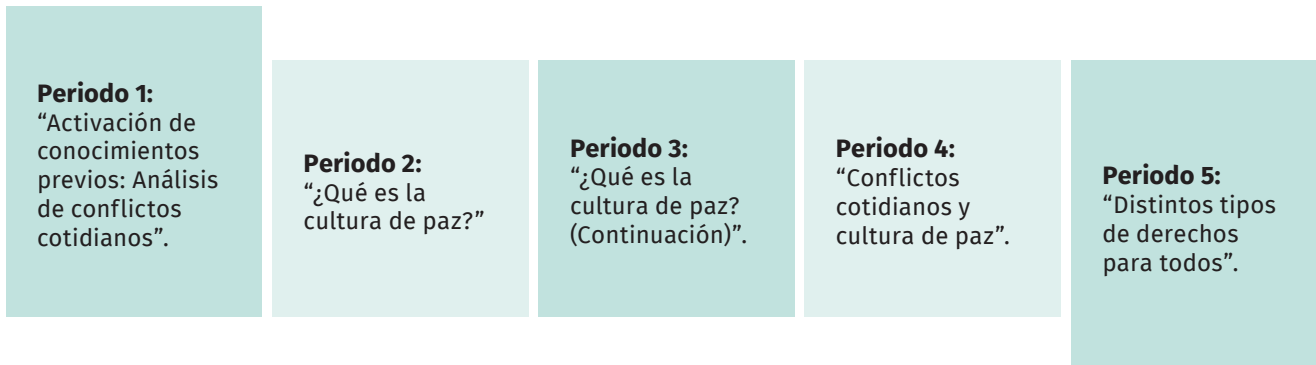 Periodo 1:
“Activación de
conocimientos
previos: Análisis
de conflictos
cotidianos”.
Periodo 2:
“¿Qué es la
cultura de paz?”
Periodo 3:
“¿Qué es la
cultura de paz?
(Continuación)”.
Periodo 4:
“Conflictos
cotidianos y
cultura de paz”.
Periodo 5:
“Distintos tipos
de derechos
para todos”.